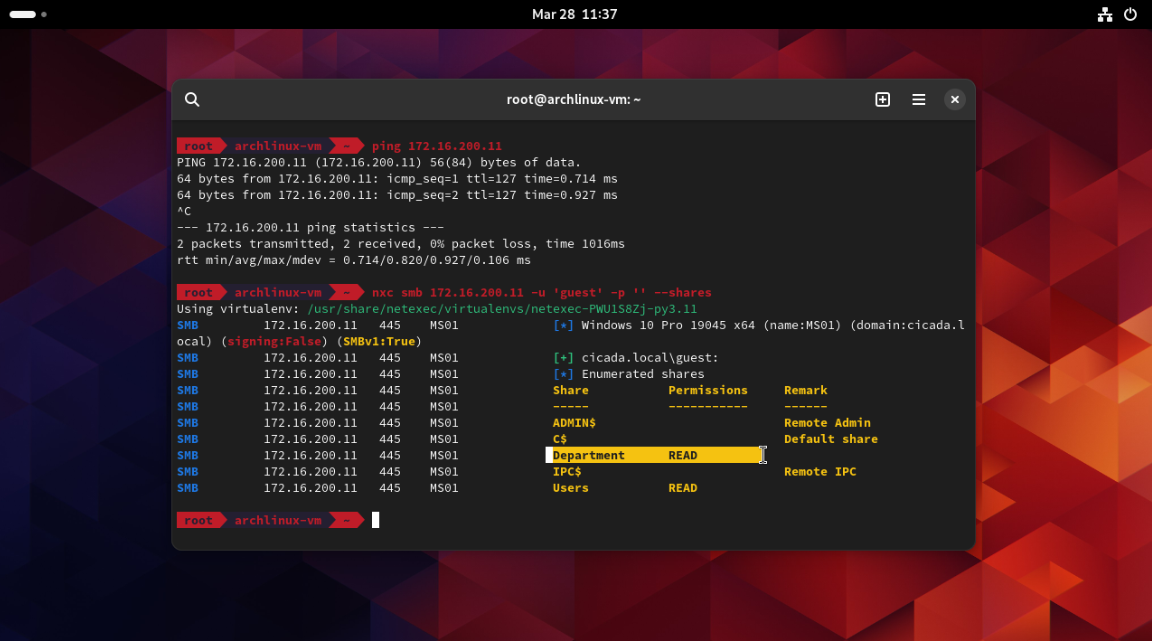 Mar 28 11:37
root@archlinux-vm: ~
root archlinux-vm ~ ping 172.16.200.11
PING 172.16.200.11 (172.16.200.11) 56(84) bytes of data.
64 bytes from 172.16.200.11: icmp_seq=1 ttl=127 time=0.714 ms
64 bytes from 172.16.200.11: icmp_seq=2 ttl=127 time=0.927 ms
^C
--- 172.16.200.11 ping statistics ---
2 packets transmitted, 2 received, 0% packet loss, time 1016ms
rtt min/avg/max/mdev = 0.714/0.820/0.927/0.106 ms
root archlinux-vm ~ nxc smb 172.16.200.11 -u 'guest' -p '' --shares
Using virtualenv: /usr/share/netexec/virtualenvs/netexec-PWU1S8Zj-py3.11
SMB 172.16.200.11 445 MS01 [*] Windows 10 Pro 19045 x64 (name:MS01) (domain:cicada.l
ocal) (signing:False) (SMBv1:True)
SMB 172.16.200.11 445 MS01 [+] cicada.local\guest:
SMB 172.16.200.11 445 MS01 [*] Enumerated shares
SMB 172.16.200.11 445 MS01 Share Permissions Remark
SMB 172.16.200.11 445 MS01 ----- ----------- ------
SMB 172.16.200.11 445 MS01 ADMIN$ Remote Admin
SMB 172.16.200.11 445 MS01 C$ Default share
SMB 172.16.200.11 445 MS01 Department READ
SMB 172.16.200.11 445 MS01 IPC$ Remote IPC
SMB 172.16.200.11 445 MS01 Users READ
root archlinux-vm ~